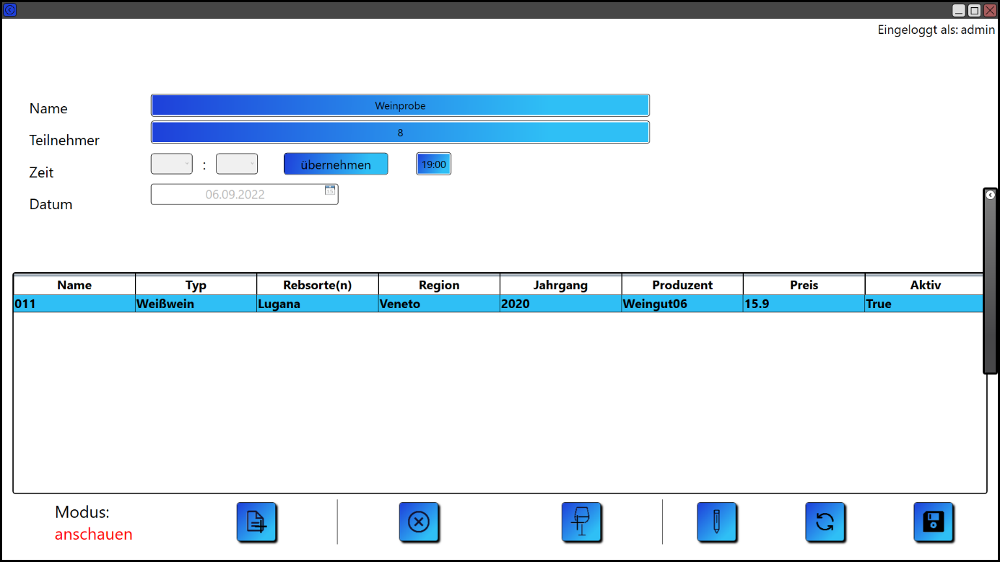 Eingeloggt als: admin
Name
Weinprobe
Teilnehmer
8
Zeit
:
übernehmen
19:00
Datum
06.09.2022
15
Name Typ Rebsorte(n) Region Jahrgang Produzent Preis Aktiv
011 Weißwein Lugana Veneto 2020 Weingut06 15.9 True
Modus:
anschauen